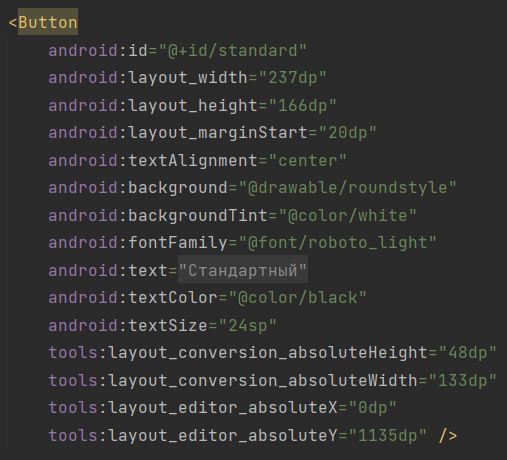 <Button
android:id="@+id/standard"
android:layout_width="237dp"
android:layout_height="166dp"
android:layout_marginStart="20dp"
android:textAlignment="center"
android:background="@drawable/roundstyle"
android:backgroundTint="@color/white"
android:fontFamily="@font/roboto_light"
android:text="Стандартный"
android:textColor="@color/black"
android:textSize="24sp"
tools:layout_conversion_absoluteHeight="48dp"
tools:layout_conversion_absoluteWidth="133dp"
tools:layout_editor_absoluteX="0dp"
tools:layout_editor_absoluteY="1135dp" />